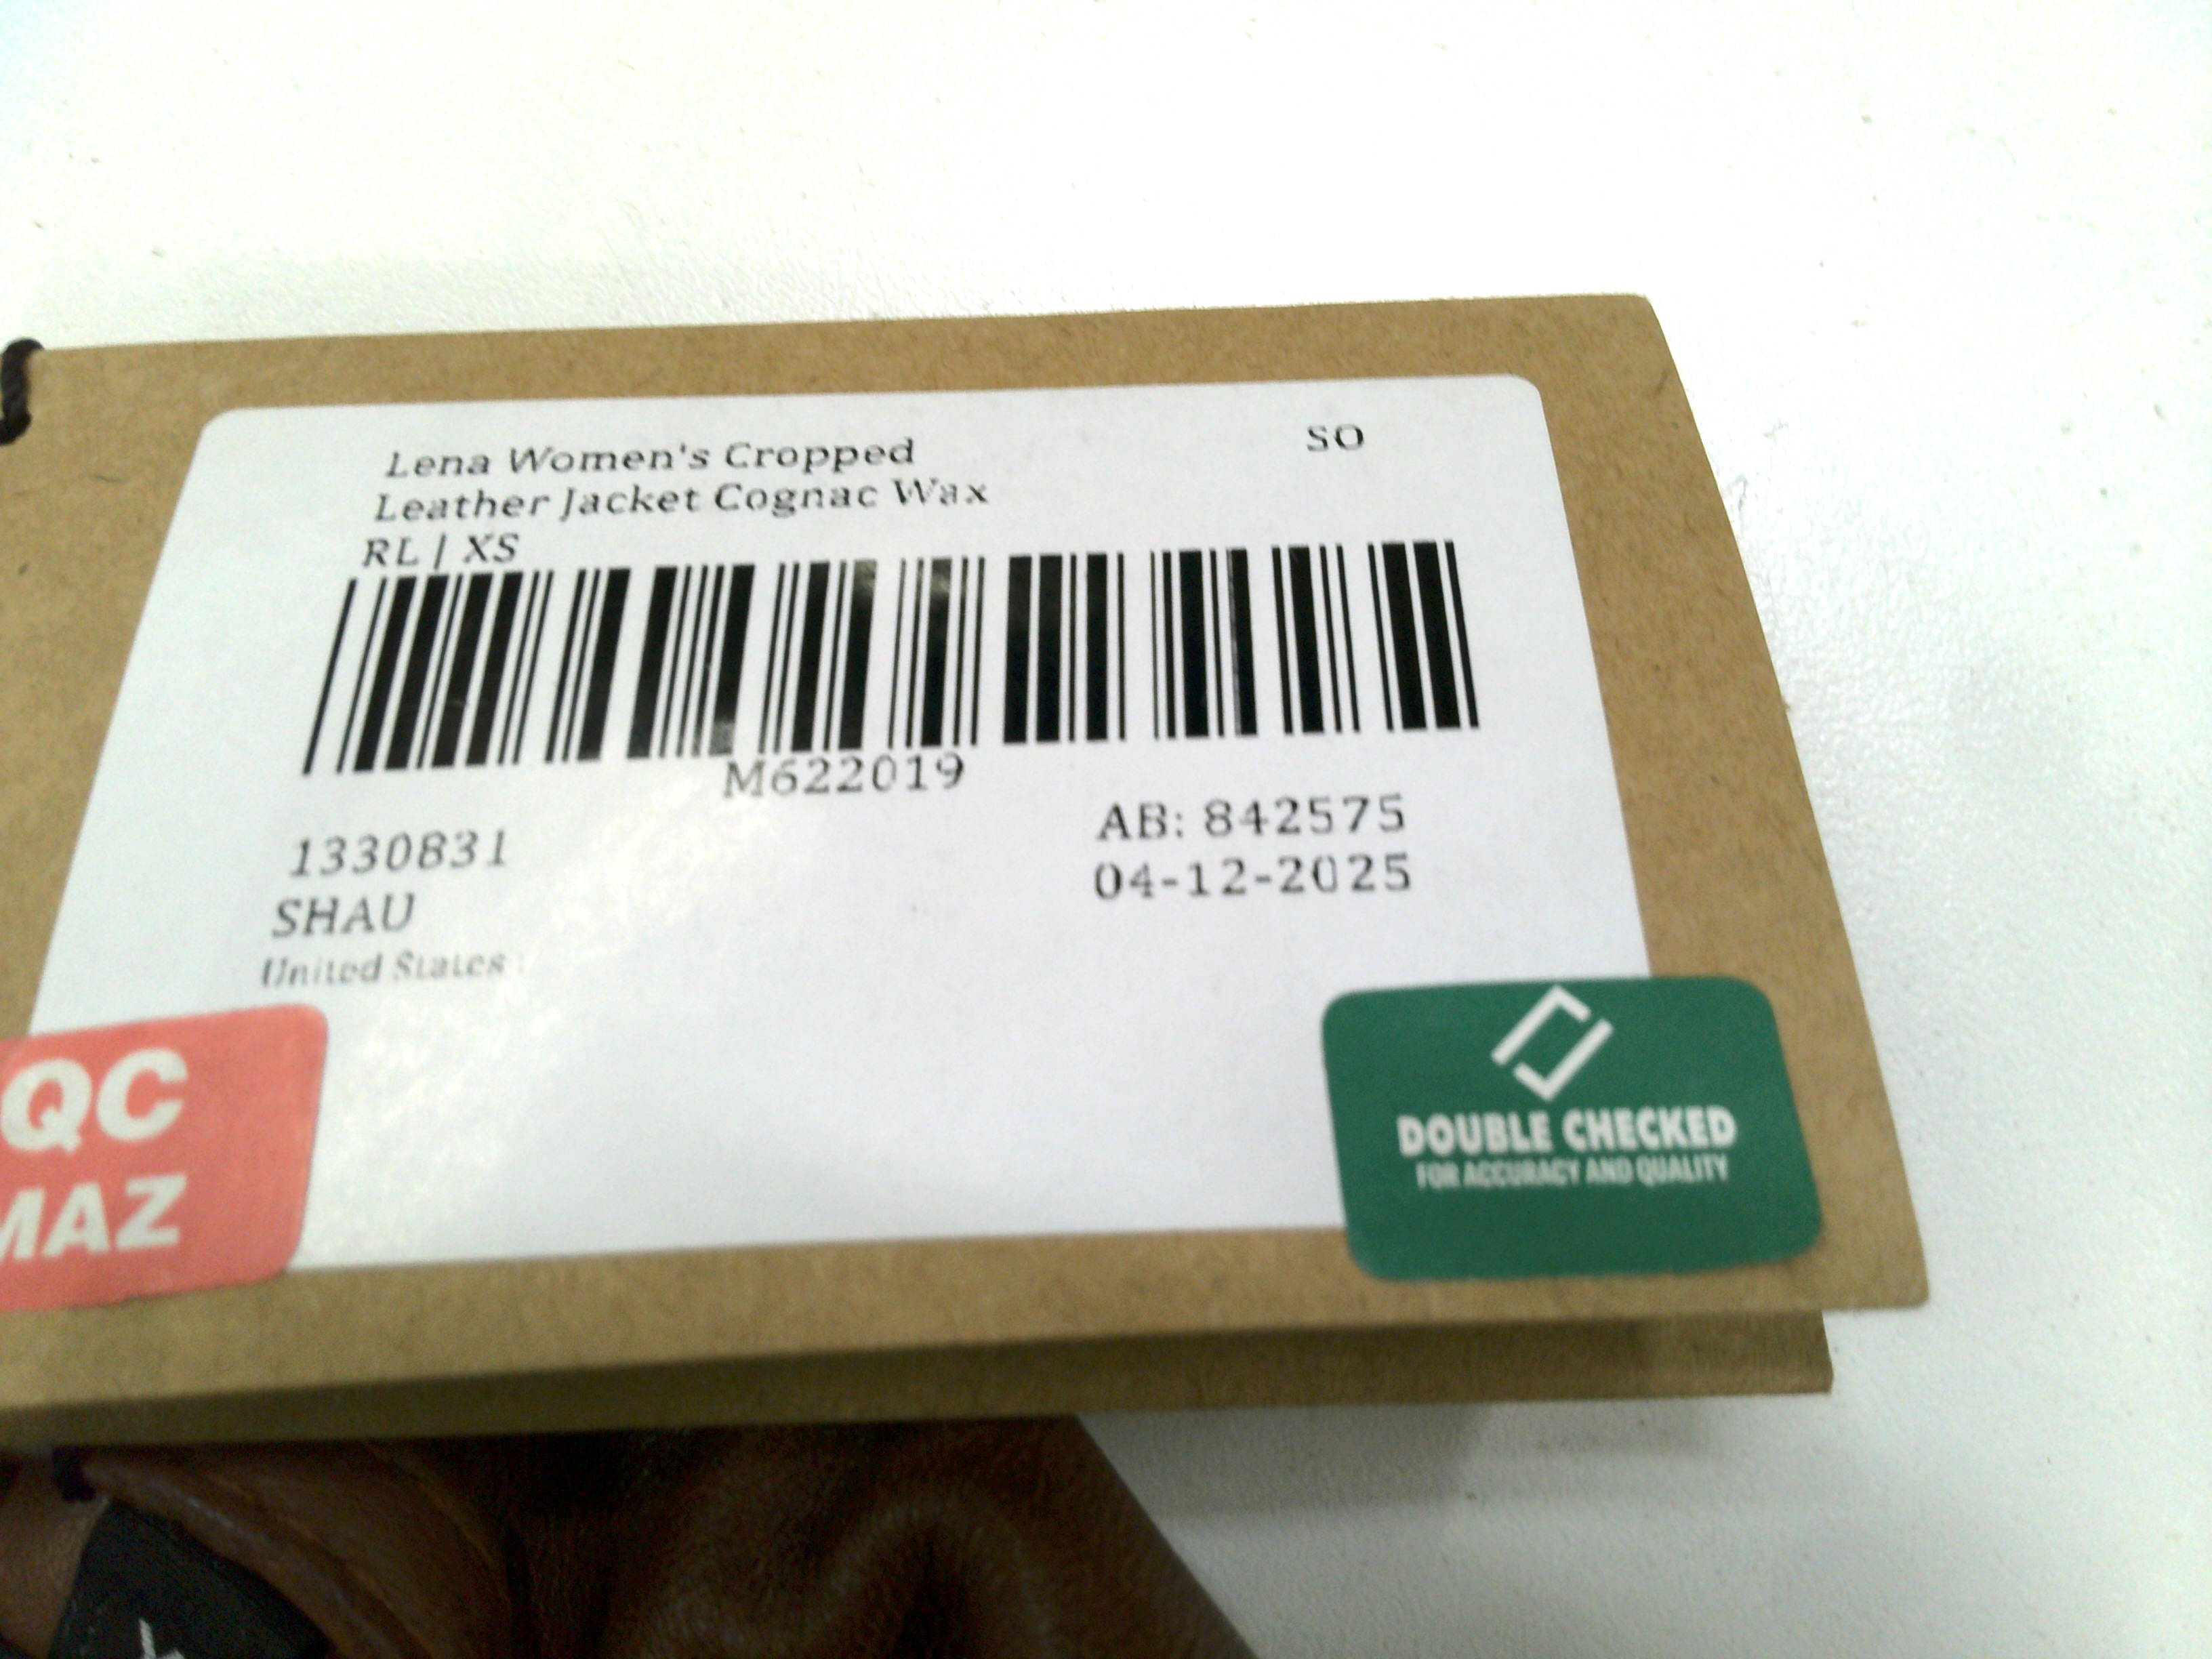 Lena Women's Cropped
Leather Jacket Cognac Wax
RL | XS
SO
M622019
1330831
SHAU
United States
AB: 842575
04-12-2025
QC
MAZ
DOUBLE CHECKED
FOR ACCURACY AND QUALITY